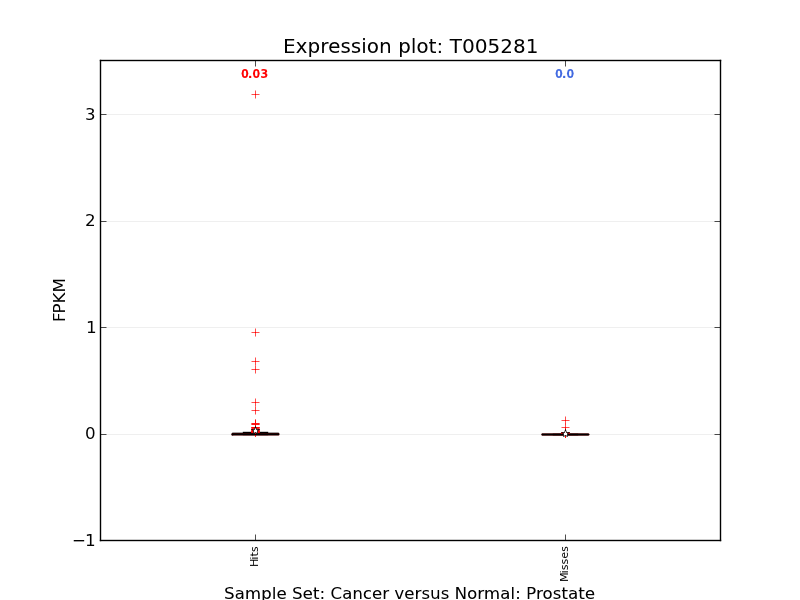 Expression plot: T005281
0.03
0.0
3
2
1
0
−1
FPKM
Hits
Misses
Sample Set: Cancer versus Normal: Prostate